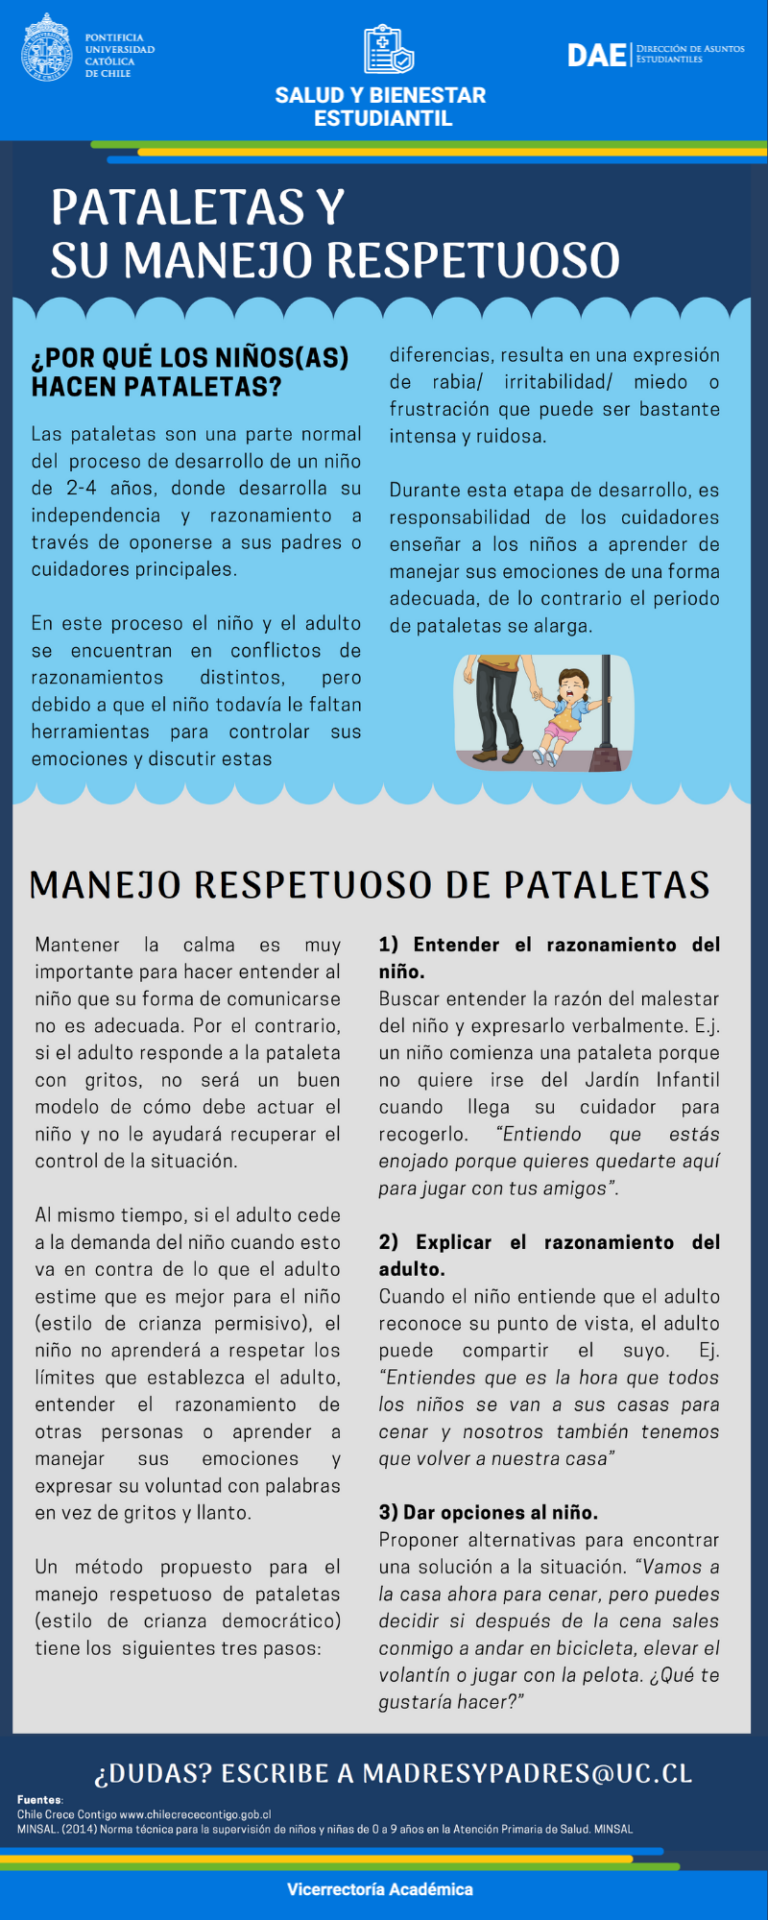 PONTIFICIA
UNIVERSIDAD
CATÓLICA
DE CHILE
SALUD Y BIENESTAR
ESTUDIANTIL
DAE
DIRECCIÓN DE ASUNTOS
ESTUDIANTILES
PATALETAS Y
SU MANEJO RESPETUOSO
¿POR QUÉ LOS NIÑOS(AS)
HACEN PATALETAS?
Las pataletas son una parte normal
del proceso de desarrollo de un niño
de 2-4 años, donde desarrolla su
independencia y razonamiento a
través de oponerse a sus padres o
cuidadores principales.
En este proceso el niño y el adulto
se encuentran en conflictos de
razonamientos distintos, pero
debido a que el niño todavía le faltan
herramientas para controlar sus
emociones y discutir estas
diferencias, resulta en una expresión
de rabia/ irritabilidad/ miedo o
frustración que puede ser bastante
intensa y ruidosa.
Durante esta etapa de desarrollo, es
responsabilidad de los cuidadores
enseñar a los niños a aprender de
manejar sus emociones de una forma
adecuada, de lo contrario el periodo
de pataletas se alarga.
MANEJO RESPETUOSO DE PATALETAS
Mantener la calma es muy
importante para hacer entender al
niño que su forma de comunicarse
no es adecuada. Por el contrario,
si el adulto responde a la pataleta
con gritos, no será un buen
modelo de cómo debe actuar el
niño y no le ayudará recuperar el
control de la situación.
Al mismo tiempo, si el adulto cede
a la demanda del niño cuando esto
va en contra de lo que el adulto
estime que es mejor para el niño
(estilo de crianza permisivo), el
niño no aprenderá a respetar los
límites que establezca el adulto,
entender el razonamiento de
otras personas o aprender a
manejar sus emociones y
expresar su voluntad con palabras
en vez de gritos y llanto.
Un método propuesto para el
manejo respetuoso de pataletas
(estilo de crianza democrático)
tiene los siguientes tres pasos:
1) Entender el razonamiento del
niño.
Buscar entender la razón del malestar
del niño y expresarlo verbalmente. E.j.
un niño comienza una pataleta porque
no quiere irse del Jardín Infantil
cuando llega su cuidador para
recogerlo. “Entiendo que estás
enojado porque quieres quedarte aquí
para jugar con tus amigos”.
2) Explicar el razonamiento del
adulto.
Cuando el niño entiende que el adulto
reconoce su punto de vista, el adulto
puede compartir el suyo. Ej.
“Entiendes que es la hora que todos
los niños se van a sus casas para
cenar y nosotros también tenemos
que volver a nuestra casa”
3) Dar opciones al niño.
Proponer alternativas para encontrar
una solución a la situación. “Vamos a
la casa ahora para cenar, pero puedes
decidir si después de la cena sales
conmigo a andar en bicicleta, elevar el
volantín o jugar con la pelota. ¿Qué te
gustaría hacer?”
¿DUDAS? ESCRIBE A MADRESYPADRES@UC.CL
Fuentes:
Chile Crece Contigo www.chilecrececontigo.gob.cl
MINSAL. (2014) Norma técnica para la supervisión de niños y niñas de 0 a 9 años en la Atención Primaria de Salud. MINSAL
Vicerrectoría Académica